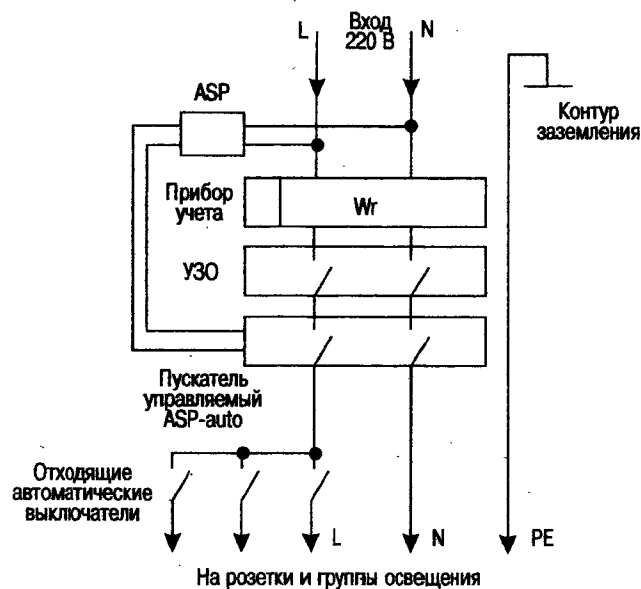 L
Вход
220 В
N
ASP
Контур
заземления
Прибор
учета
Wr
УЗО
Пускатель
управляемый
ASP-auto
Отходящие
автоматические
выключатели
L
N
PE
На розетки и группы освещения